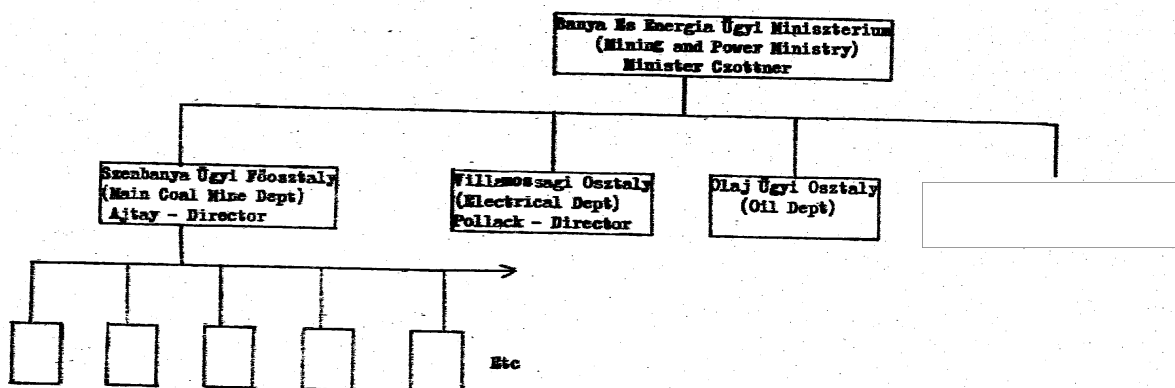 Banya Es Energia Ügyi Miniszterium
(Mining and Power Ministry)
Minister Czottner
Szenbanya Ügyi Föosztaly
(Main Coal Mine Dept)
Ajtay - Director
Villamossagi Osztaly
(Electrical Dept)
Pollack - Director
Olaj Ügyi Osztaly
(Oil Dept)
Etc